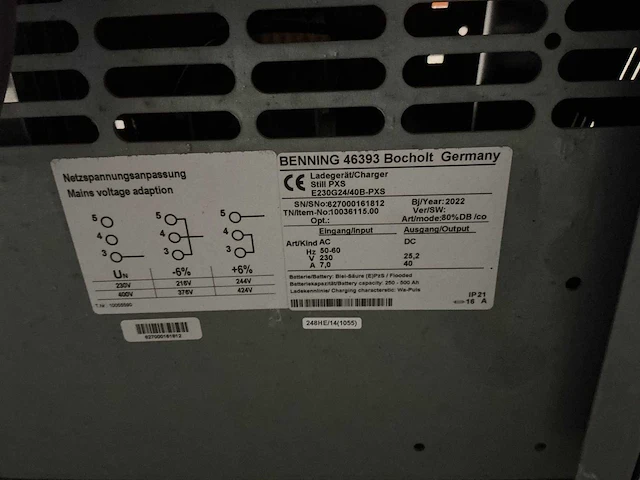 Netzspannungsanpassung
Mains voltage adaption
5 5 5
4 4 4
3 3 3
UN -6% +6%
230V 216V 244V
400V 376V 424V
BENNING 46393 Bocholt Germany
CE Ladegerät/Charger
Still PXS
E230G24/40B-PXS
SN/SNo:827000161812 Bj/Year:2022
TN/Item-No:10036115.00 Ver/SW:
Opt.: Art/mode:80%DB /co
Eingang/Input Ausgang/Output
Art/Kind AC DC
Hz 50-60
V 230 25,2
A 7,0 40
Batterie/Battery: Blei-Säure (E)PzS / Flooded
Batteriekapazität/Battery capacity: 250 - 500 Ah
Ladekennlinie/ Charging characteristic: Wa-Puls
IP21
16 A
827000161812
248HE/14(1055)